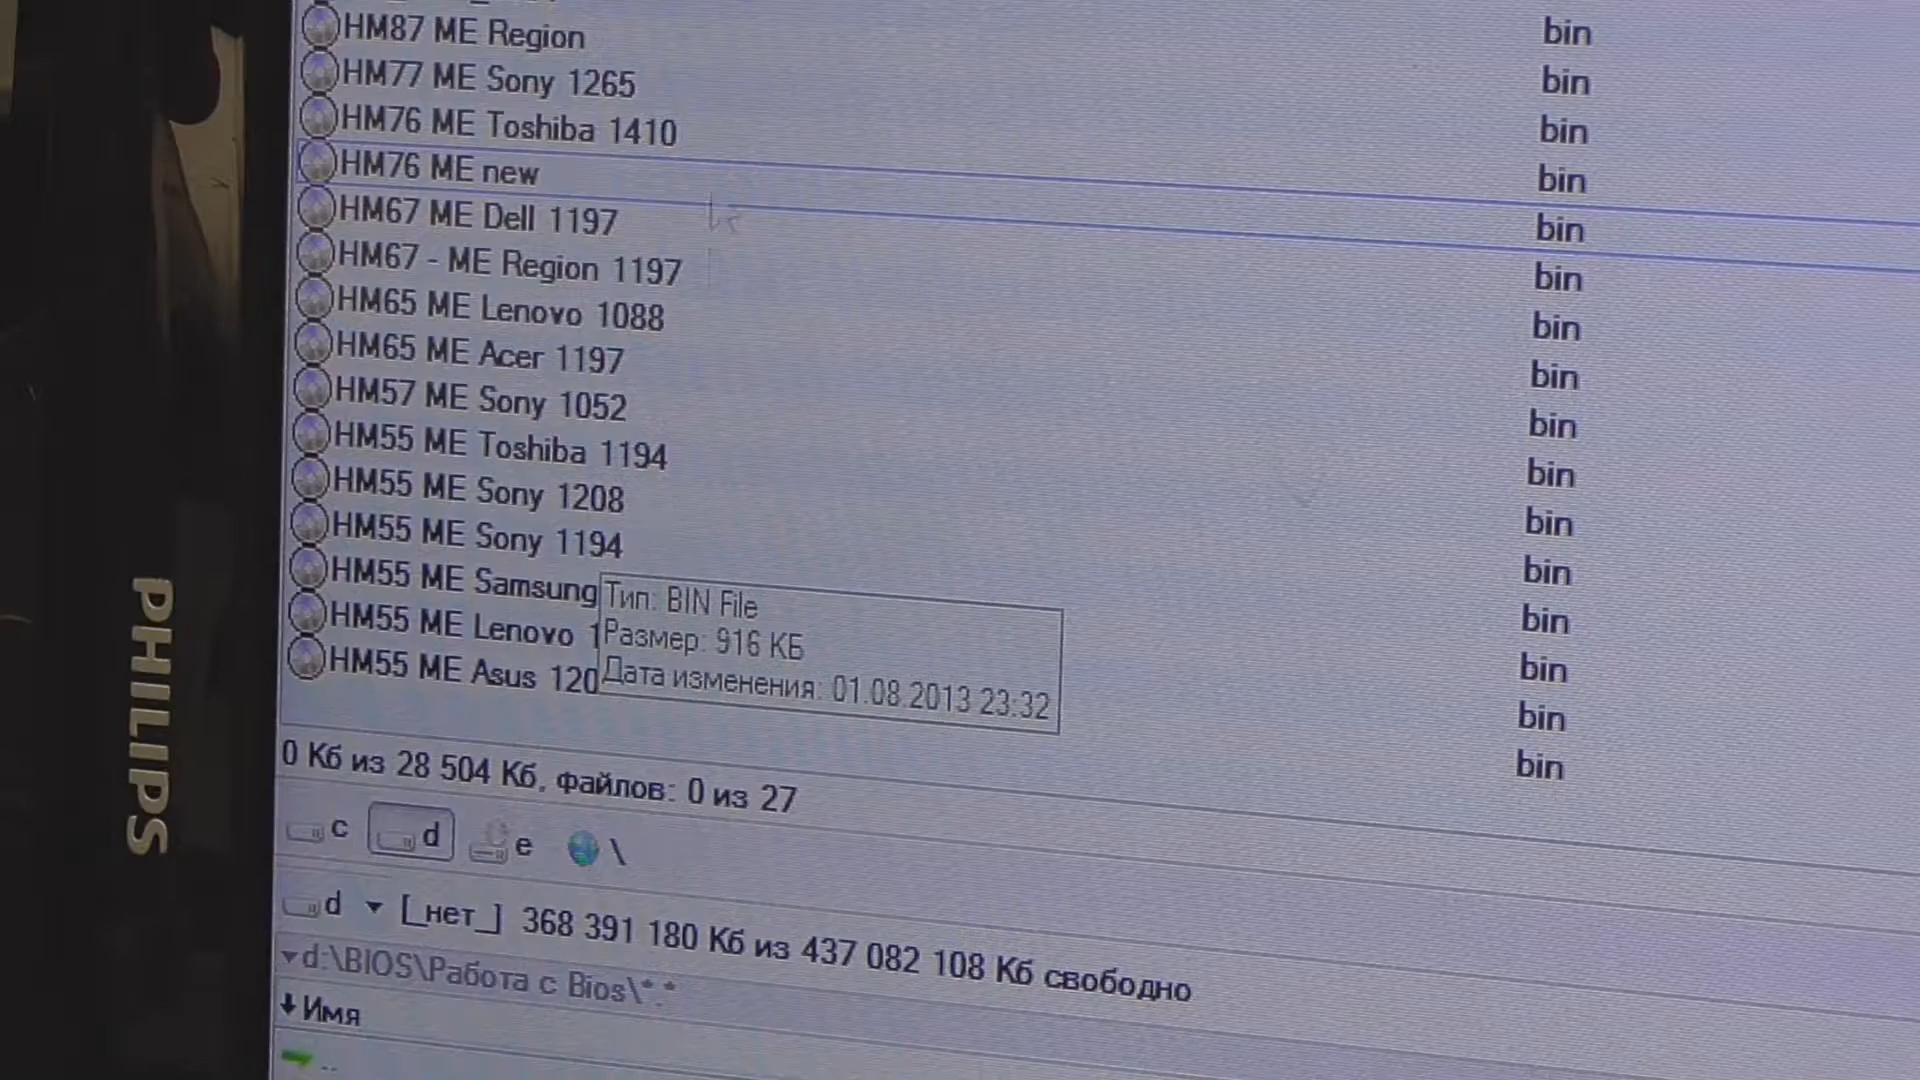 HM87 ME Region bin
HM77 ME Sony 1265 bin
HM76 ME Toshiba 1410 bin
HM76 ME new bin
HM67 ME Dell 1197 bin
HM67 - ME Region 1197 bin
HM65 ME Lenovo 1088 bin
HM65 ME Acer 1197 bin
HM57 ME Sony 1052 bin
HM55 ME Toshiba 1194 bin
HM55 ME Sony 1208 bin
HM55 ME Sony 1194 bin
HM55 ME Samsung bin
HM55 ME Lenovo 1 bin
HM55 ME Asus 120 bin
bin
Тип: BIN File
Размер: 916 КБ
Дата изменения: 01.08.2013 23:32
0 Кб из 28 504 Кб, файлов: 0 из 27
c d e \
d [_нет_] 368 391 180 Кб из 437 082 108 Кб свободно
d:\BIOS\Работа с Bios\*.*
Имя
..
PHILIPS